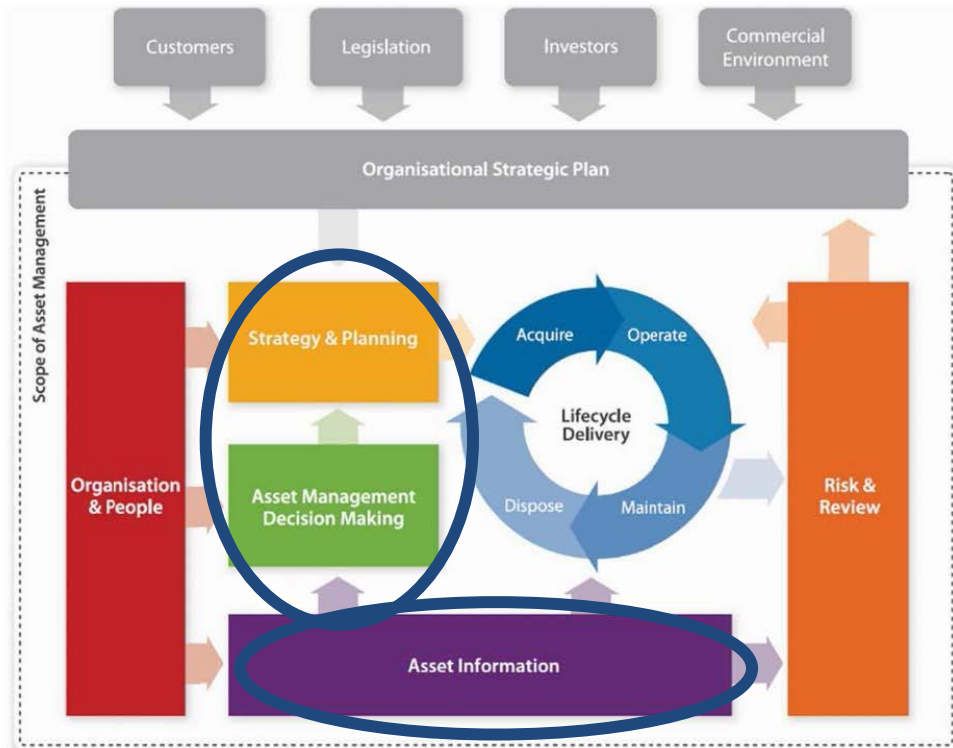 Customers
Legislation
Investors
Commercial
Environment
Organisational Strategic Plan
Scope of Asset Management
Strategy & Planning
Acquire
Operate
Lifecycle
Delivery
Organisation
& People
Asset Management
Decision Making
Dispose
Maintain
Risk &
Review
Asset Information